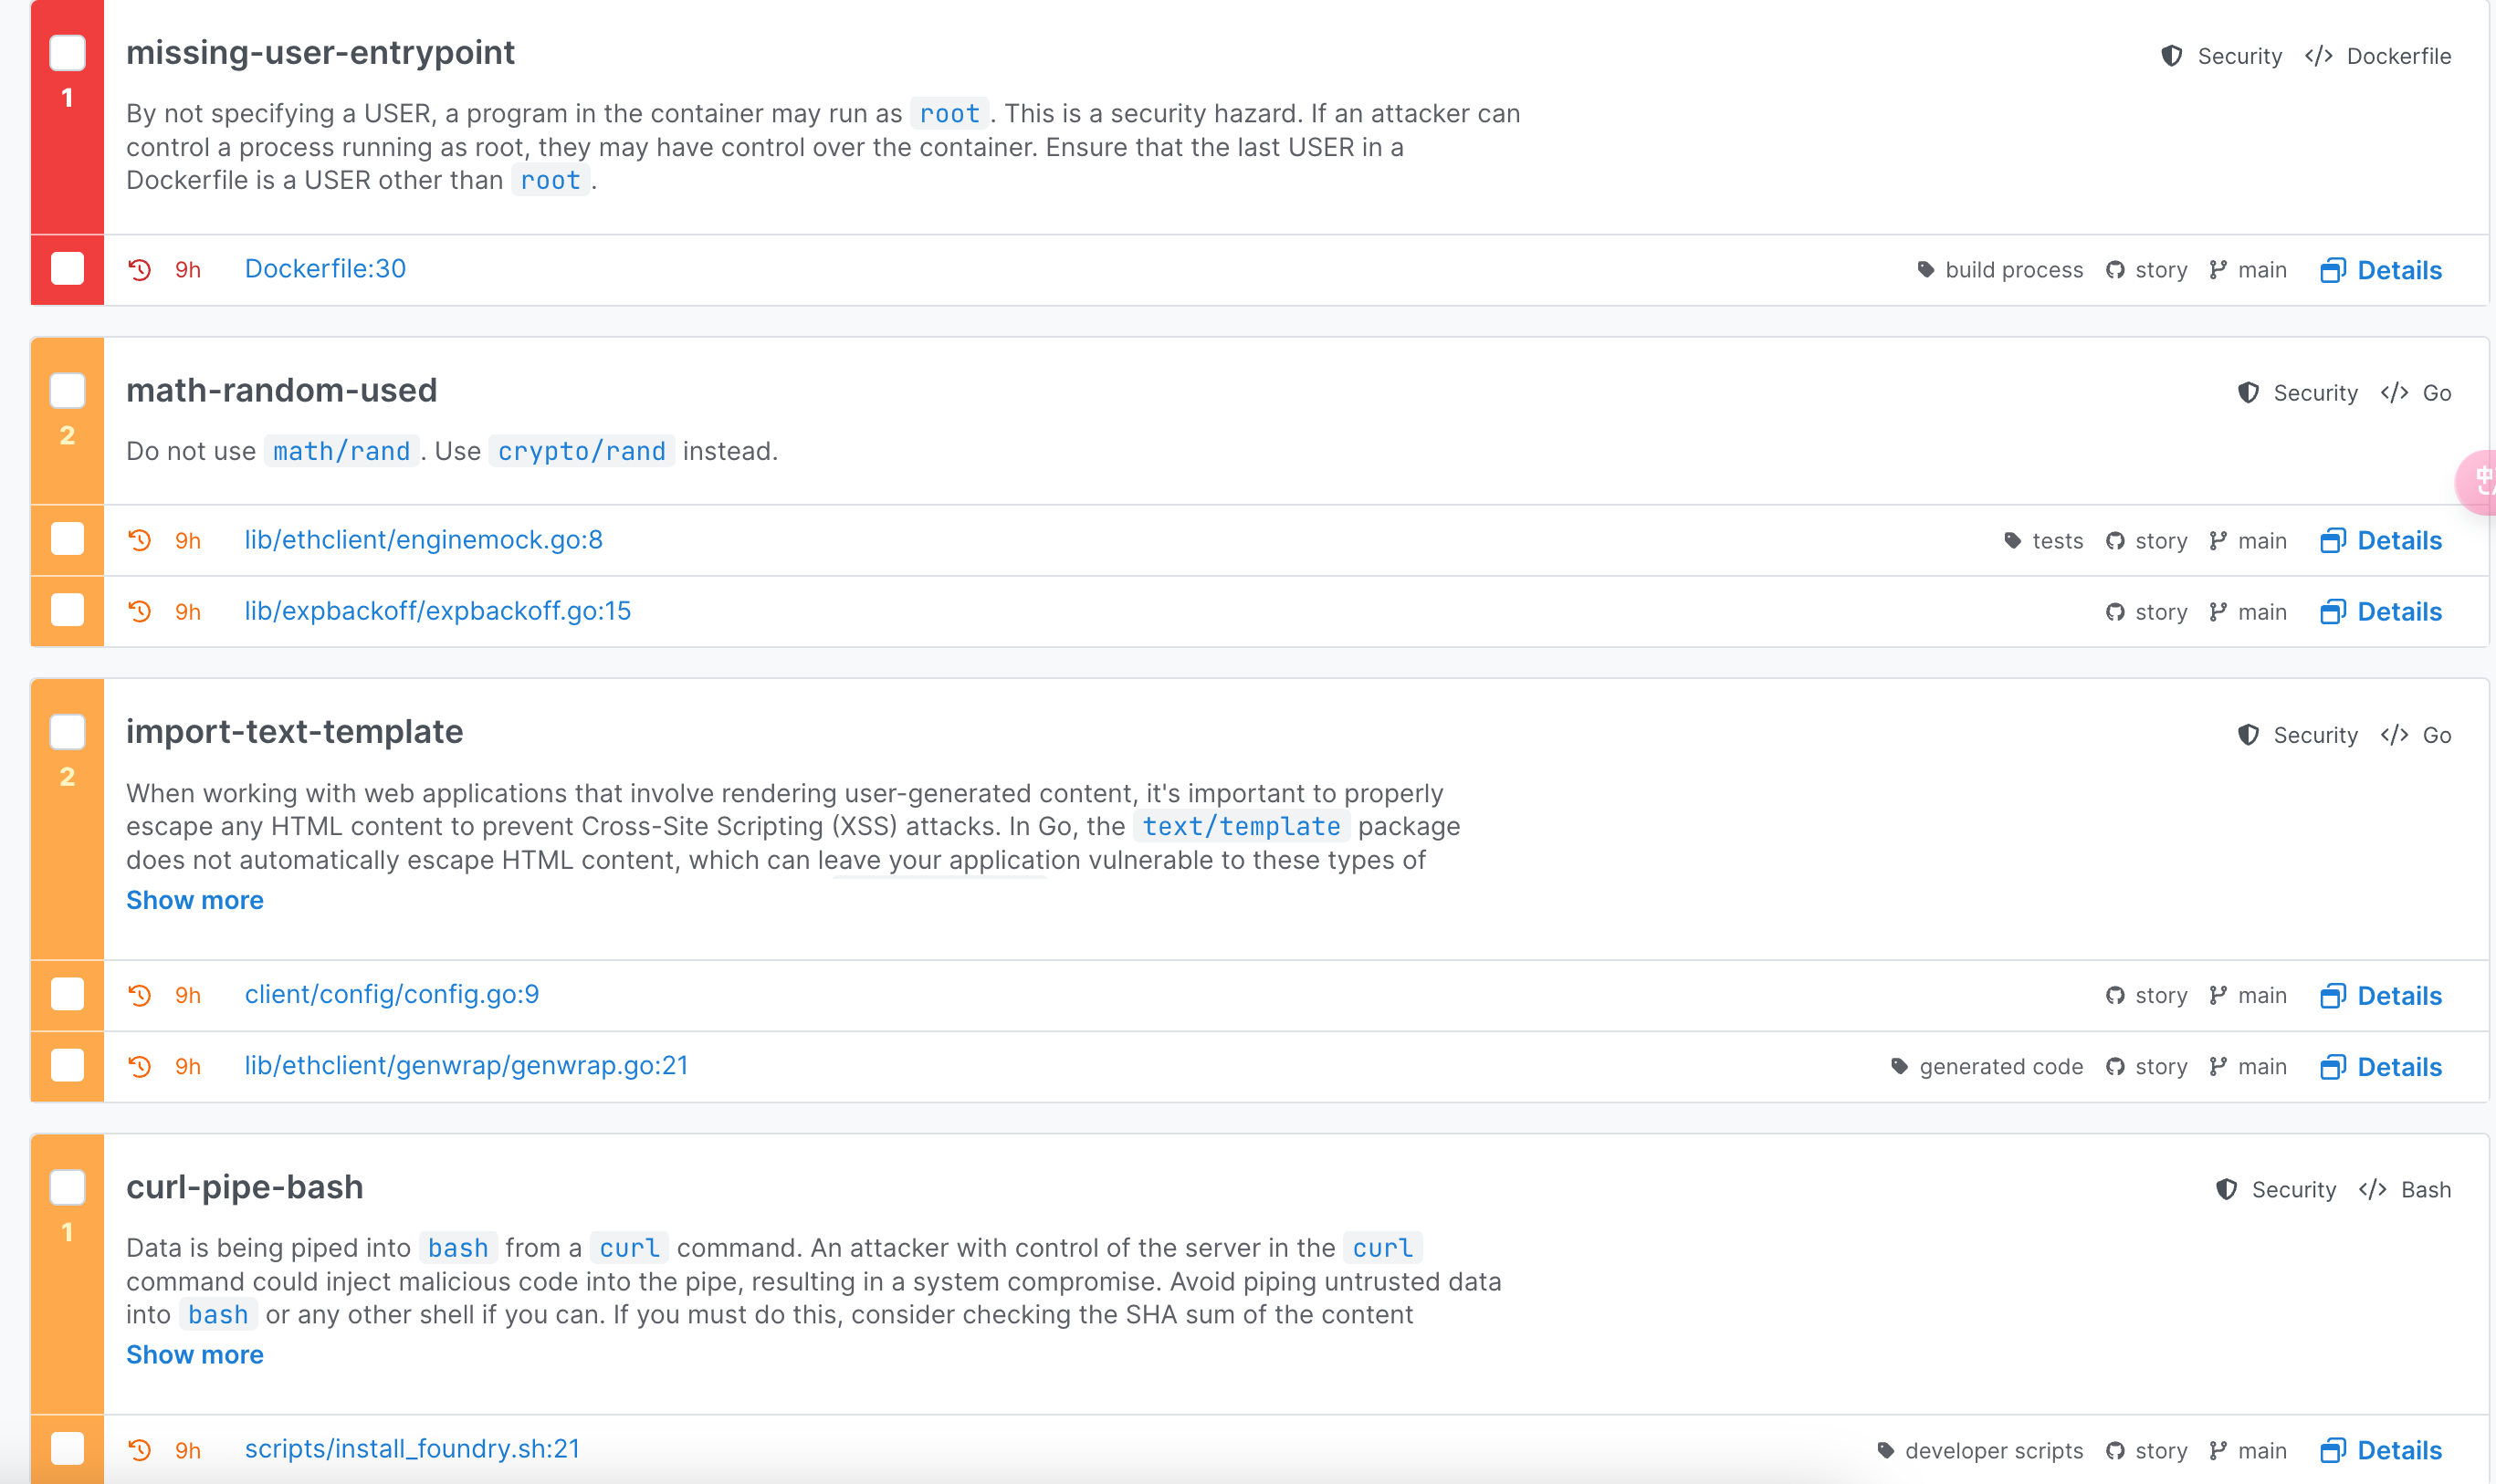 missing-user-entrypoint
Security </> Dockerfile
1
By not specifying a USER, a program in the container may run as root. This is a security hazard. If an attacker can
control a process running as root, they may have control over the container. Ensure that the last USER in a
Dockerfile is a USER other than root.
9h Dockerfile:30 build process story main Details
math-random-used
Security </> Go
2
Do not use math/rand. Use crypto/rand instead.
中
9h lib/ethclient/enginemock.go:8 tests story main Details
9h lib/expbackoff/expbackoff.go:15 story main Details
import-text-template
Security </> Go
2
When working with web applications that involve rendering user-generated content, it's important to properly
escape any HTML content to prevent Cross-Site Scripting (XSS) attacks. In Go, the text/template package
does not automatically escape HTML content, which can leave your application vulnerable to these types of
Show more
9h client/config/config.go:9 story main Details
9h lib/ethclient/genwrap/genwrap.go:21 generated code story main Details
curl-pipe-bash
Security </> Bash
1
Data is being piped into bash from a curl command. An attacker with control of the server in the curl
command could inject malicious code into the pipe, resulting in a system compromise. Avoid piping untrusted data
into bash or any other shell if you can. If you must do this, consider checking the SHA sum of the content
Show more
9h scripts/install_foundry.sh:21 developer scripts story main Details